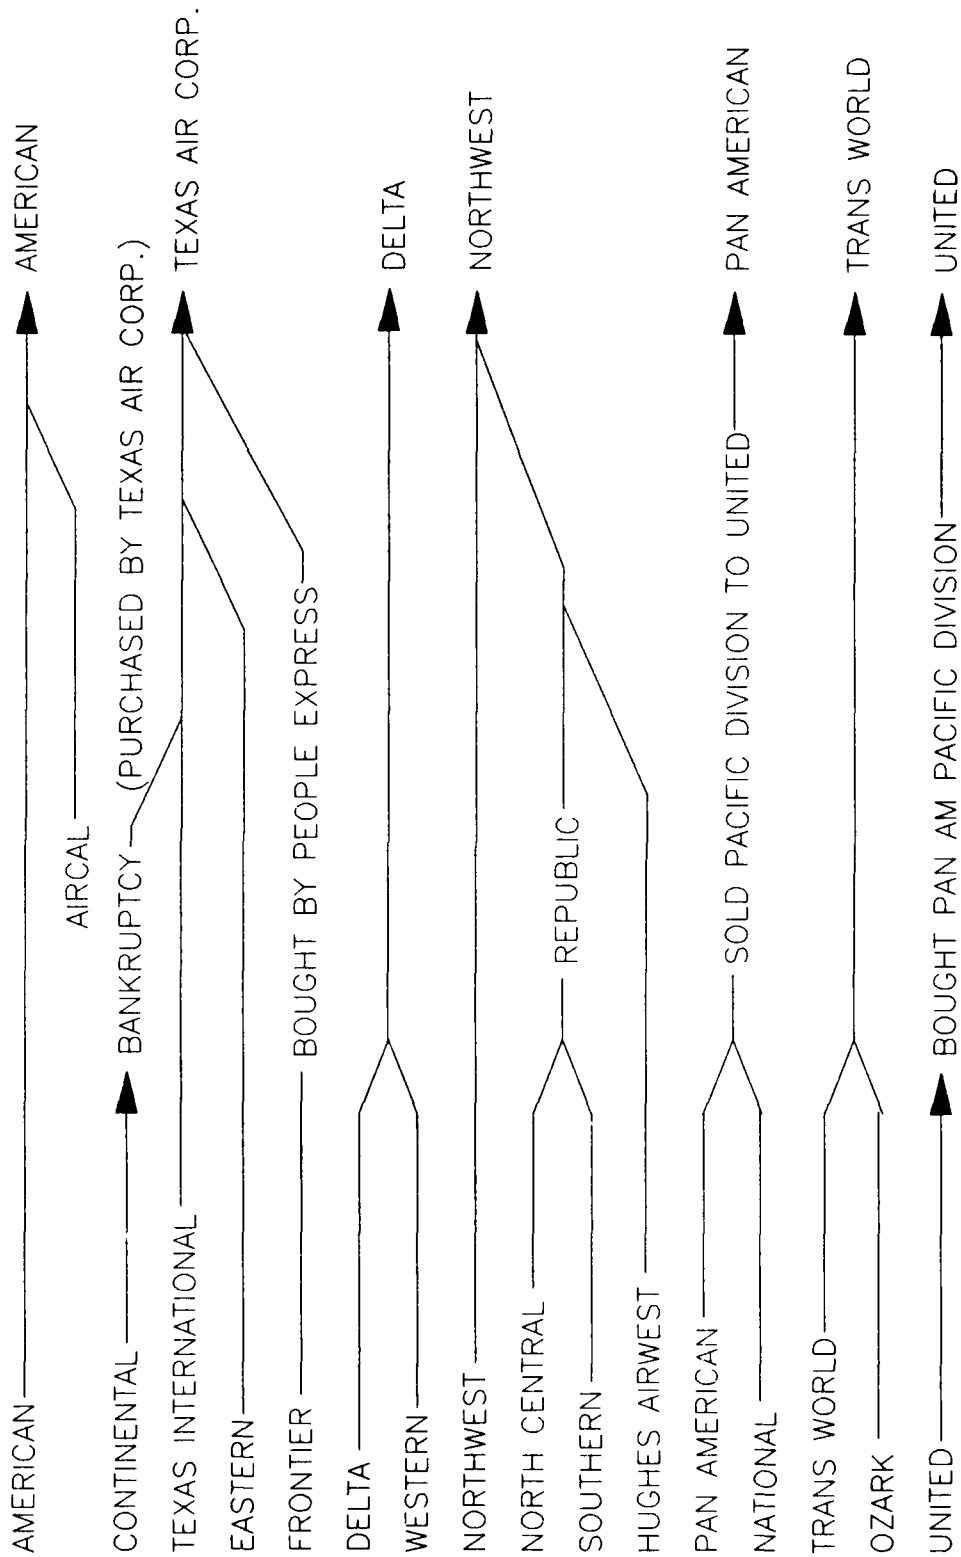 AMERICAN AMERICAN
AIRCAL
CONTINENTAL BANKRUPTCY (PURCHASED BY TEXAS AIR CORP.)
TEXAS INTERNATIONAL TEXAS AIR CORP.
EASTERN
FRONTIER BOUGHT BY PEOPLE EXPRESS
DELTA DELTA
WESTERN
NORTHWEST NORTHWEST
NORTH CENTRAL
REPUBLIC
SOUTHERN
HUGHES AIRWEST
PAN AMERICAN
SOLD PACIFIC DIVISION TO UNITED PAN AMERICAN
NATIONAL
TRANS WORLD
TRANS WORLD
OZARK
UNITED BOUGHT PAN AM PACIFIC DIVISION UNITED